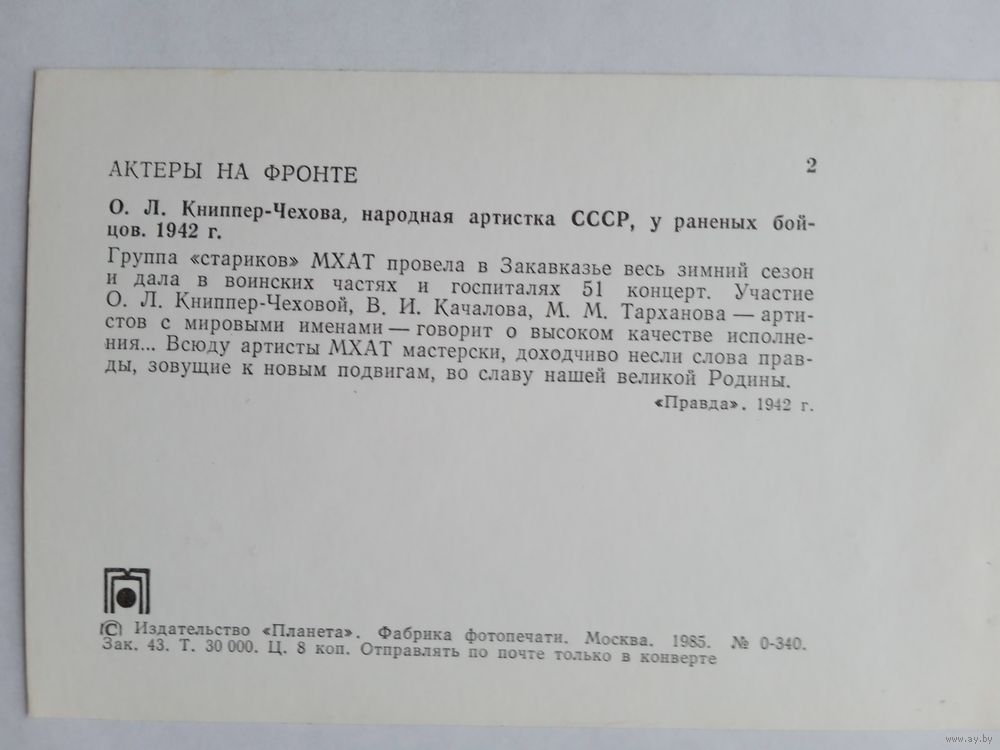 АКТЕРЫ НА ФРОНТЕ
2
О. Л. Книппер-Чехова, народная артистка СССР, у раненых бой-
цов. 1942 г.
Группа «стариков» МХАТ провела в Закавказье весь зимний сезон
и дала в воинских частях и госпиталях 51 концерт. Участие
О. Л. Книппер-Чеховой, В. И. Качалова, М. М. Тарханова — арти-
стов с мировыми именами — говорит о высоком качестве исполне-
ния... Всюду артисты МХАТ мастерски, доходчиво несли слова прав-
ды, зовущие к новым подвигам, во славу нашей великой Родины.
«Правда». 1942 г.
© Издательство «Планета». Фабрика фотопечати. Москва. 1985. № 0-340.
Зак. 43. Т. 30 000. Ц. 8 коп. Отправлять по почте только в конверте
www.ay.by